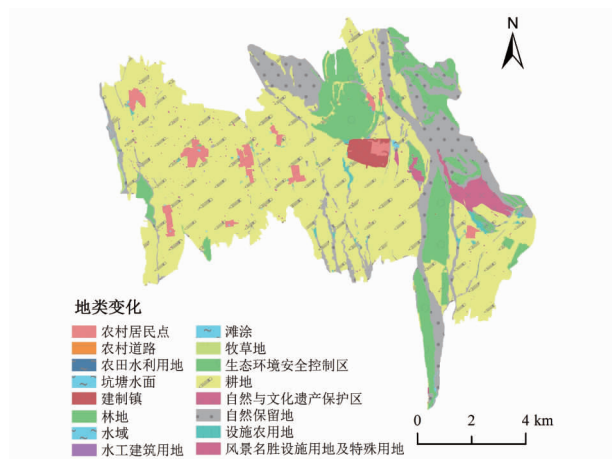 N
地类变化
农村居民点
农村道路
农田水利用地
坑塘水面
建制镇
林地
水域
水工建筑用地
滩涂
牧草地
生态环境安全控制区
耕地
自然与文化遗产保护区
自然保留地
设施农用地
风景名胜设施用地及特殊用地
0 2 4 km